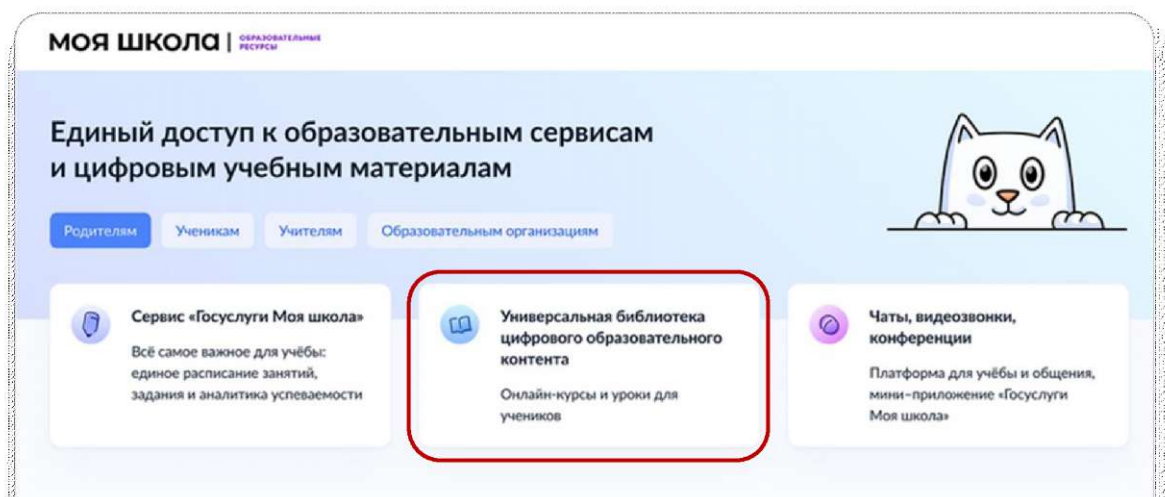 МОЯ ШКОЛА | ОБРАЗОВАТЕЛЬНЫЕ
РЕСУРСЫ
Единый доступ к образовательным сервисам
и цифровым учебным материалам
Родителям
Ученикам
Учителям
Образовательным организациям
Сервис «Госуслуги Моя школа»
Всё самое важное для учёбы:
единое расписание занятий,
задания и аналитика успеваемости
Универсальная библиотека
цифрового образовательного
контента
Онлайн-курсы и уроки для
учеников
Чаты, видеозвонки,
конференции
Платформа для учёбы и общения,
мини-приложение «Госуслуги
Моя школа»